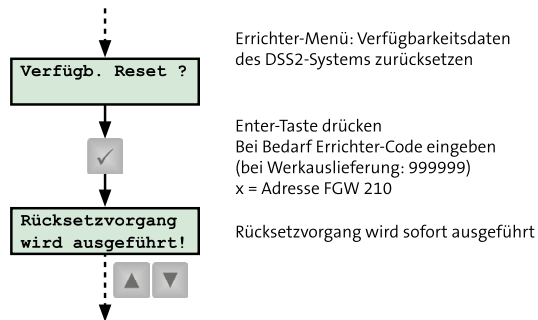 Errichter-Menü: Verfügbarkeitsdaten
des DSS2-Systems zurücksetzen
Verfügb. Reset ?
Enter-Taste drücken
Bei Bedarf Errichter-Code eingeben
(bei Werkauslieferung: 999999)
x = Adresse FGW 210
Rücksetzvorgang
wird ausgeführt!
Rücksetzvorgang wird sofort ausgeführt